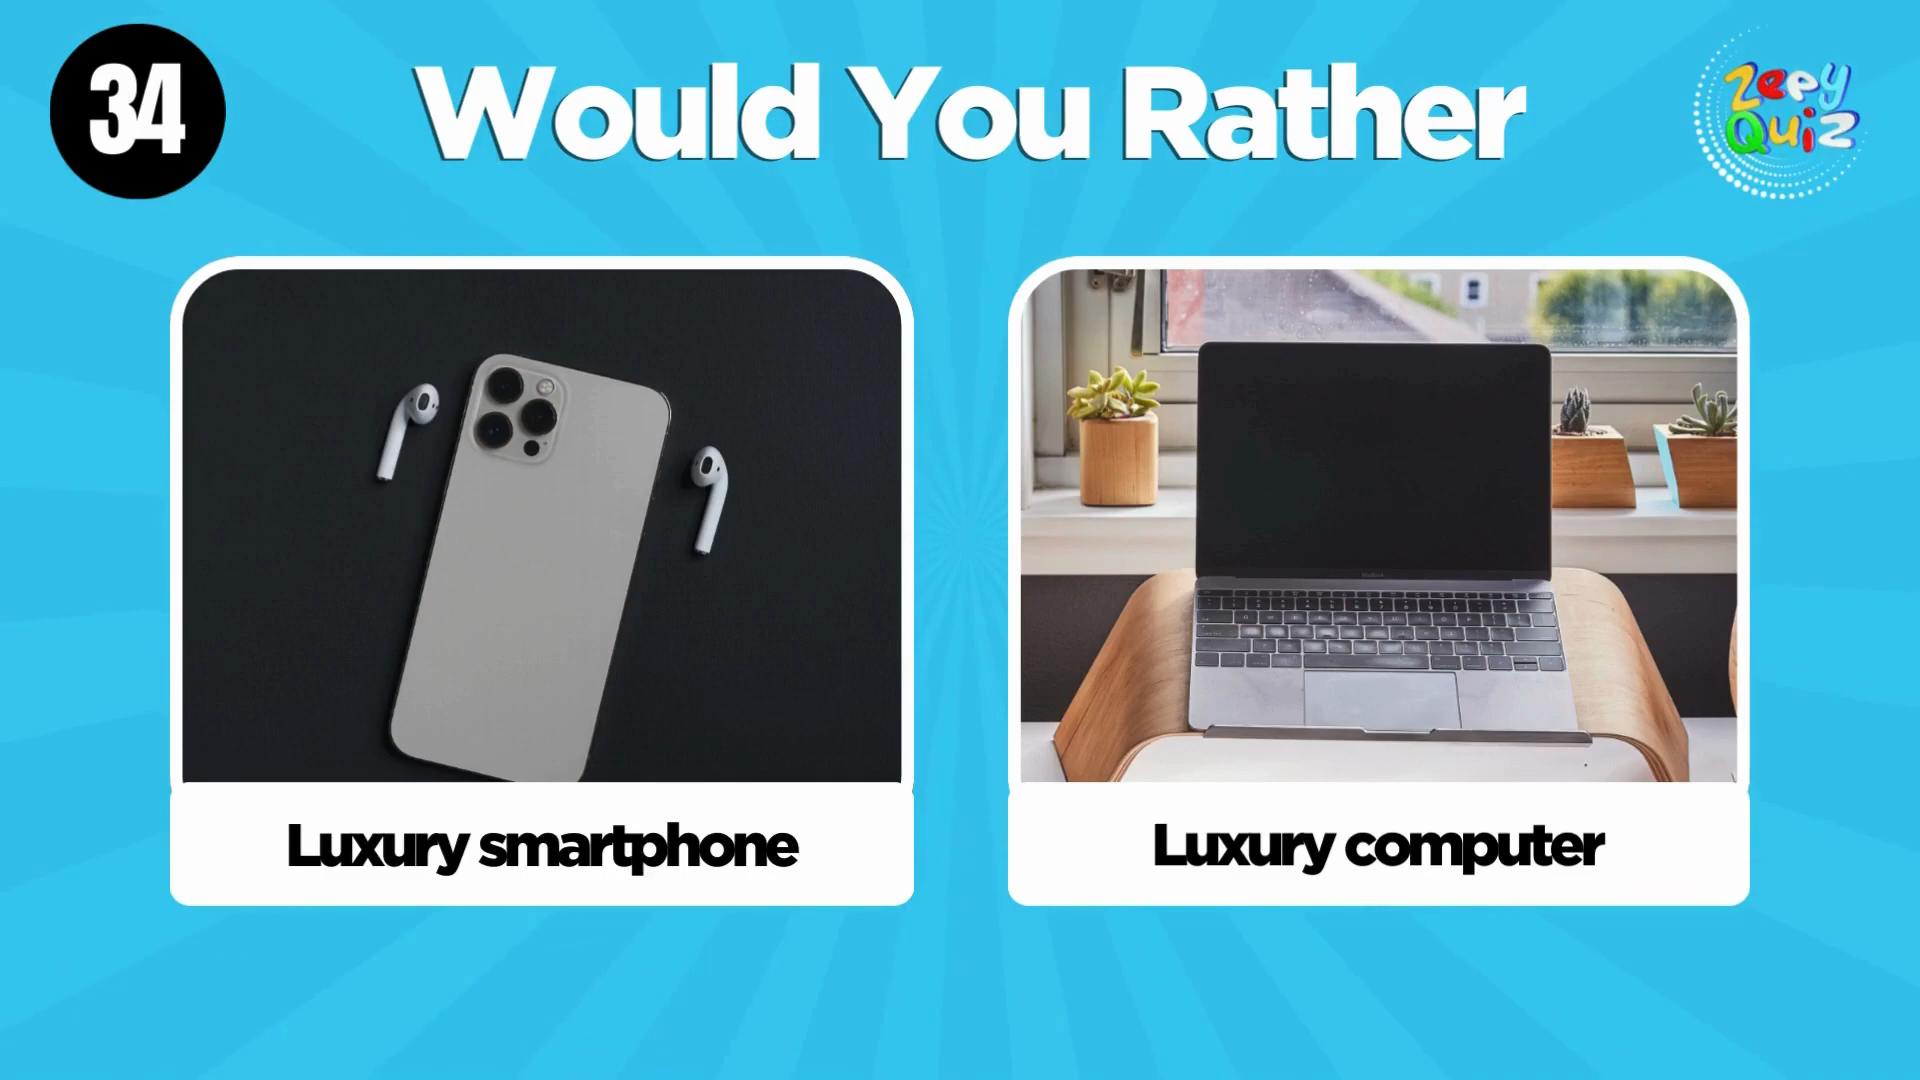 34
Would You Rather
Zeey
Quiz
Luxury smartphone
Luxury computer